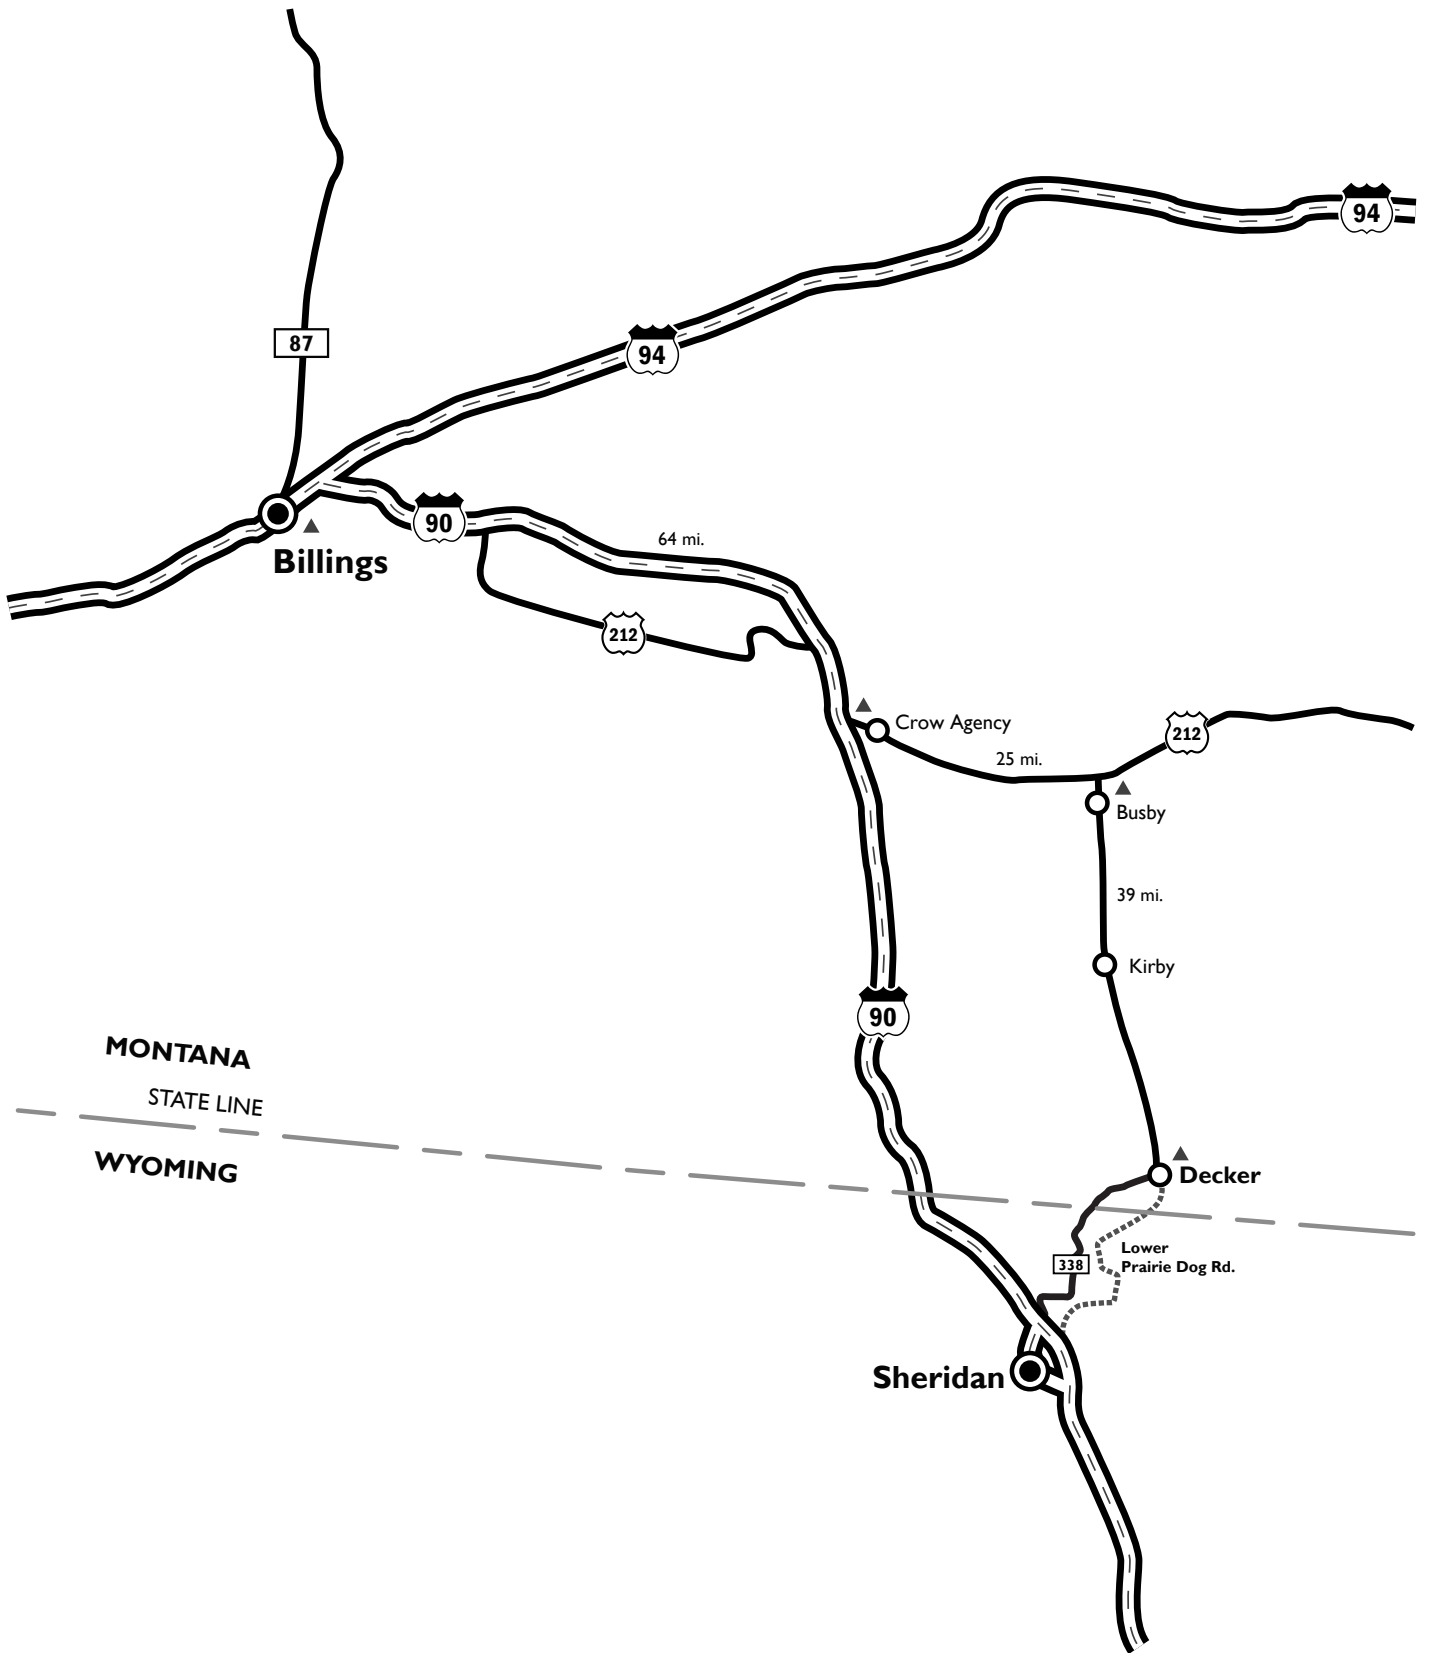 94
94
87
90
64 mi.
Billings
212
Crow Agency
212
25 mi.
Busby
39 mi.
Kirby
90
MONTANA
STATE LINE
WYOMING
Decker
Lower
Prairie Dog Rd.
338
Sheridan